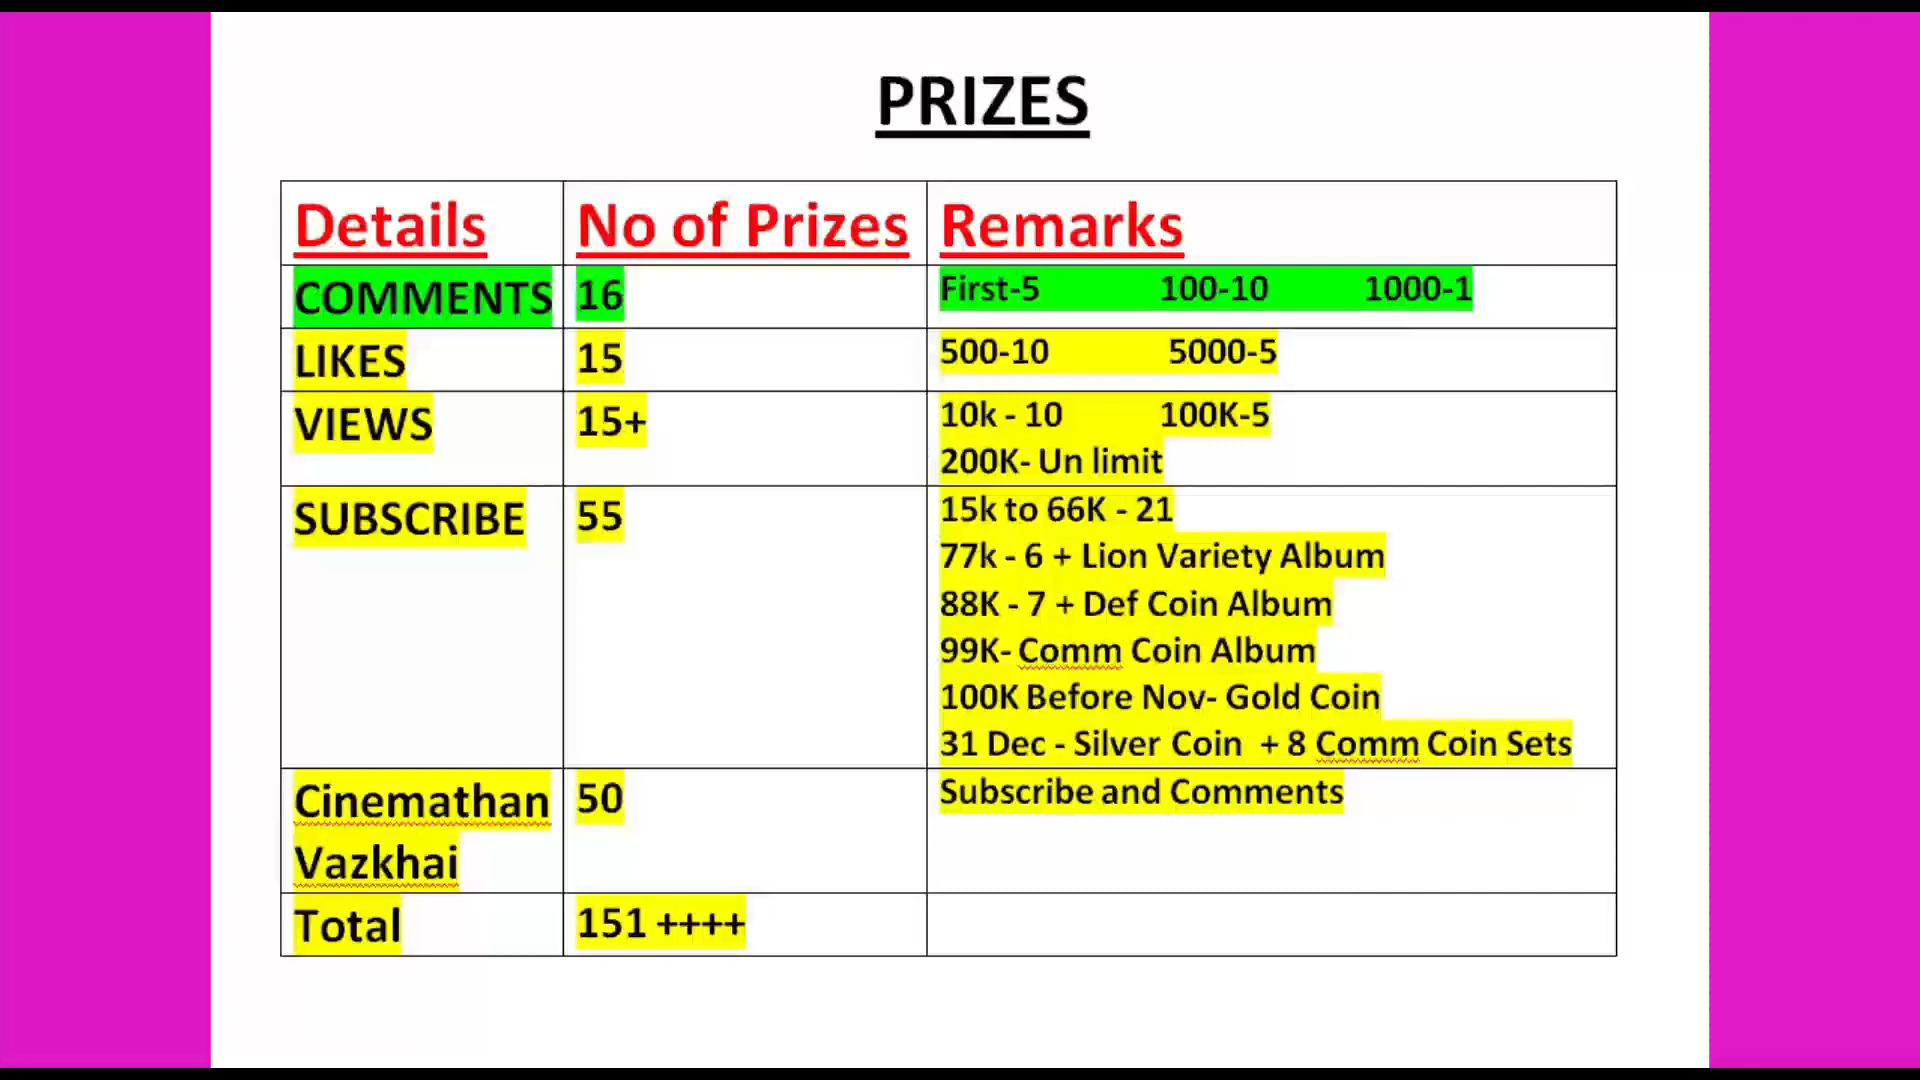 PRIZES
Details No of Prizes Remarks
COMMENTS 16 First-5 100-10 1000-1
LIKES 15 500-10 5000-5
VIEWS 15+ 10k - 10 100K-5
200K- Un limit
SUBSCRIBE 55 15k to 66K - 21
77k - 6 + Lion Variety Album
88K - 7 + Def Coin Album
99K- Comm Coin Album
100K Before Nov- Gold Coin
31 Dec - Silver Coin + 8 Comm Coin Sets
Cinemathan 50 Subscribe and Comments
Vazkhai
Total 151 ++++